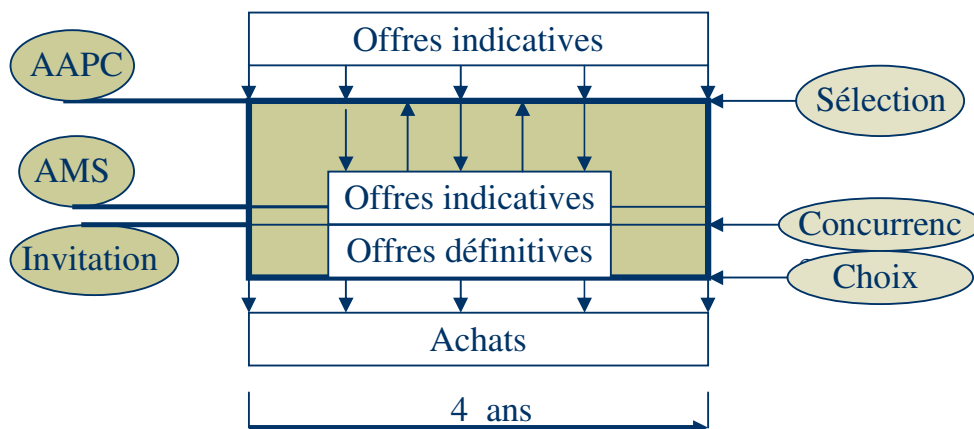 Offres indicatives
AAPC
Sélection
AMS
Offres indicatives
Concurrenc
Invitation
Offres définitives
Choix
Achats
4 ans